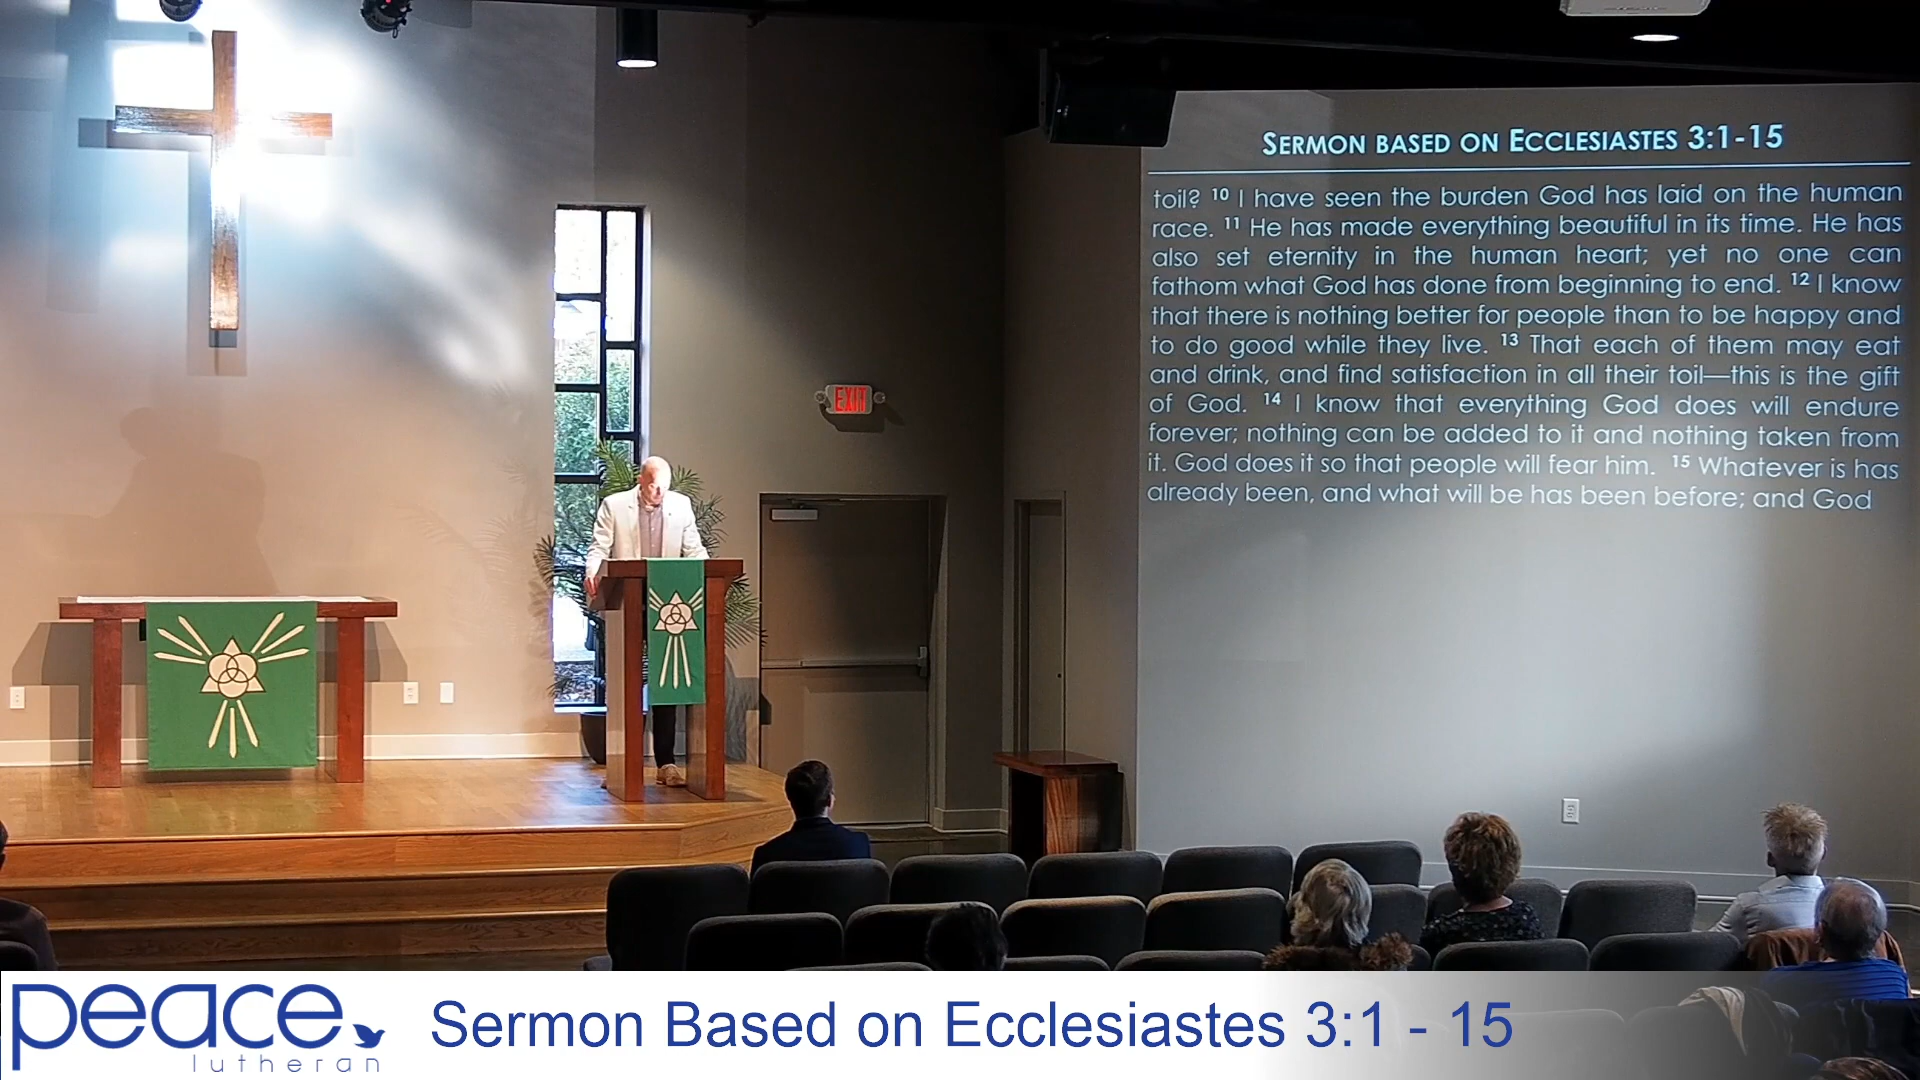 SERMON BASED ON ECCLESIASTES 3:1-15
toil? 10 I have seen the burden God has laid on the human
race. 11 He has made everything beautiful in its time. He has
also set eternity in the human heart; yet no one can
fathom what God has done from beginning to end. 12 I know
that there is nothing better for people than to be happy and
to do good while they live. 13 That each of them may eat
and drink, and find satisfaction in all their toil—this is the gift
of God. 14 I know that everything God does will endure
forever; nothing can be added to it and nothing taken from
it. God does it so that people will fear him. 15 Whatever is has
already been, and what will be has been before; and God
EXIT
peace
lutheran
Sermon Based on Ecclesiastes 3:1 - 15